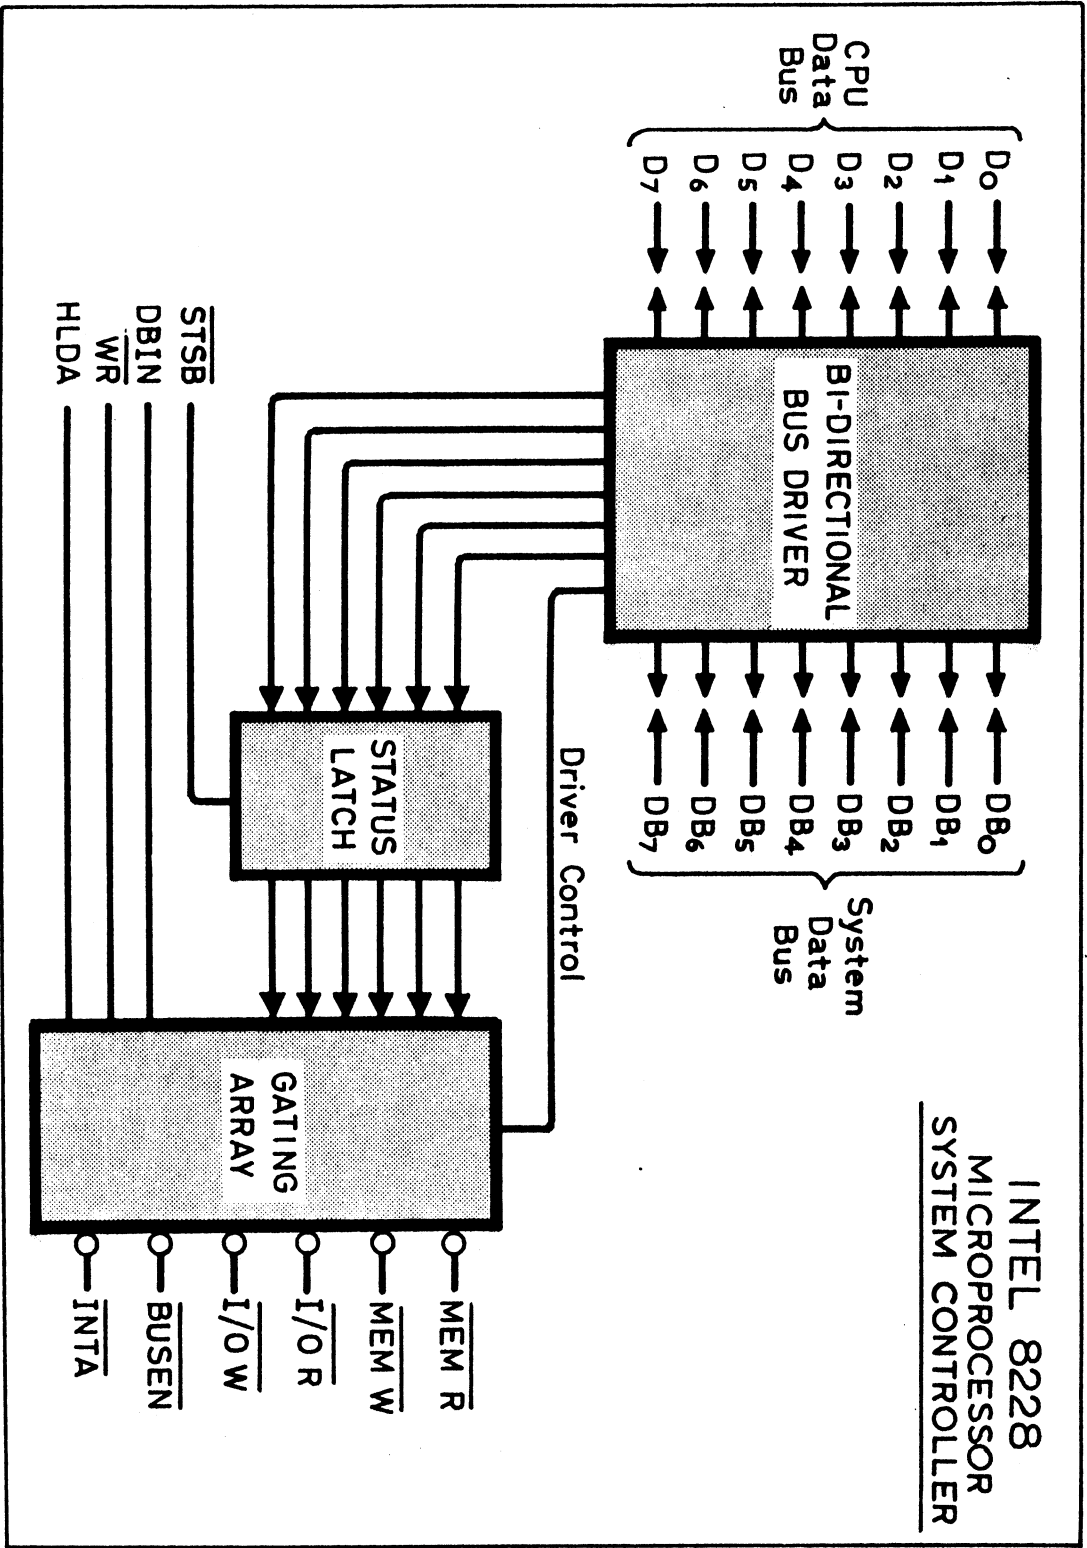 INTEL 8228
MICROPROCESSOR
SYSTEM CONTROLLER
CPU
Data
Bus
D0
D1
D2
D3
D4
D5
D6
D7
BI-DIRECTIONAL
BUS DRIVER
DB0
DB1
DB2
DB3
DB4
DB5
DB6
DB7
System
Data
Bus
Driver Control
STATUS
LATCH
GATING
ARRAY
STSB
DBIN
WR
HLDA
MEM R
MEM W
I/O R
I/O W
BUSEN
INTA